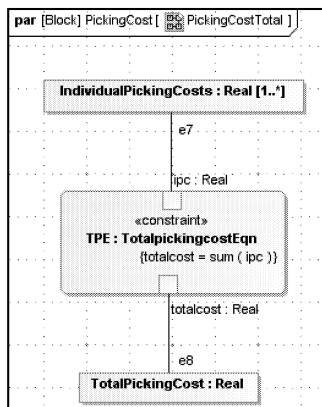 par [Block] PickingCost [ PickingCostTotal ]
IndividualPickingCosts : Real [1..*]
e7
ipc : Real
«constraint»
TPE : TotalpickingcostEqn
{totalcost = sum ( ipc )}
totalcost : Real
e8
TotalPickingCost : Real